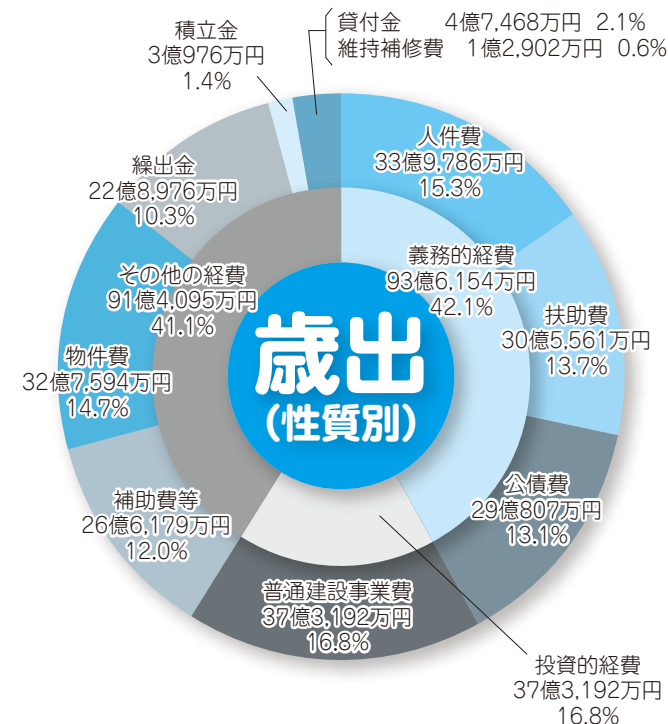 積立金
3億976万円
1.4%
貸付金 4億7,468万円 2.1%
維持補修費 1億2,902万円 0.6%
人件費
33億9,786万円
15.3%
繰出金
22億8,976万円
10.3%
義務的経費
93億6,154万円
42.1%
その他の経費
91億4,095万円
41.1%
扶助費
30億5,561万円
13.7%
歳出
(性質別)
物件費
32億7,594万円
14.7%
公債費
29億807万円
13.1%
補助費等
26億6,179万円
12.0%
普通建設事業費
37億3,192万円
16.8%
投資的経費
37億3,192万円
16.8%